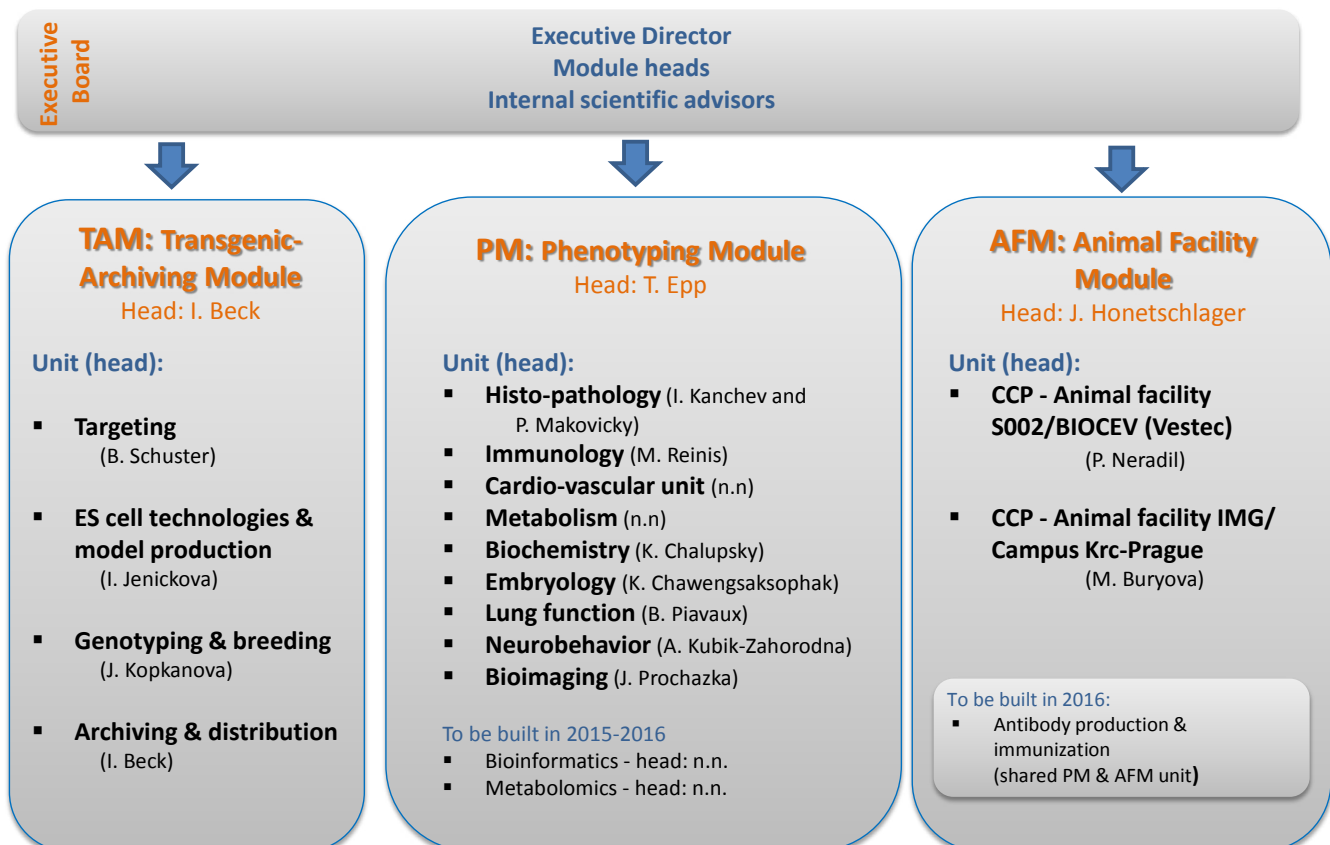 Executive
Board
Executive Director
Module heads
Internal scientific advisors
TAM: Transgenic-
Archiving Module
Head: I. Beck
Unit (head):
▪ Targeting
(B. Schuster)
▪ ES cell technologies &
model production
(I. Jenickova)
▪ Genotyping & breeding
(J. Kopkanova)
▪ Archiving & distribution
(I. Beck)
PM: Phenotyping Module
Head: T. Epp
Unit (head):
▪ Histo-pathology (I. Kanchev and
P. Makovicky)
▪ Immunology (M. Reinis)
▪ Cardio-vascular unit (n.n)
▪ Metabolism (n.n)
▪ Biochemistry (K. Chalupsky)
▪ Embryology (K. Chawengsaksophak)
▪ Lung function (B. Piavaux)
▪ Neurobehavior (A. Kubik-Zahorodna)
▪ Bioimaging (J. Prochazka)
To be built in 2015-2016
▪ Bioinformatics - head: n.n.
▪ Metabolomics - head: n.n.
AFM: Animal Facility
Module
Head: J. Honetschlager
Unit (head):
▪ CCP - Animal facility
S002/BIOCEV (Vestec)
(P. Neradil)
▪ CCP - Animal facility IMG/
Campus Krc-Prague
(M. Buryova)
To be built in 2016:
▪ Antibody production &
immunization
(shared PM & AFM unit)